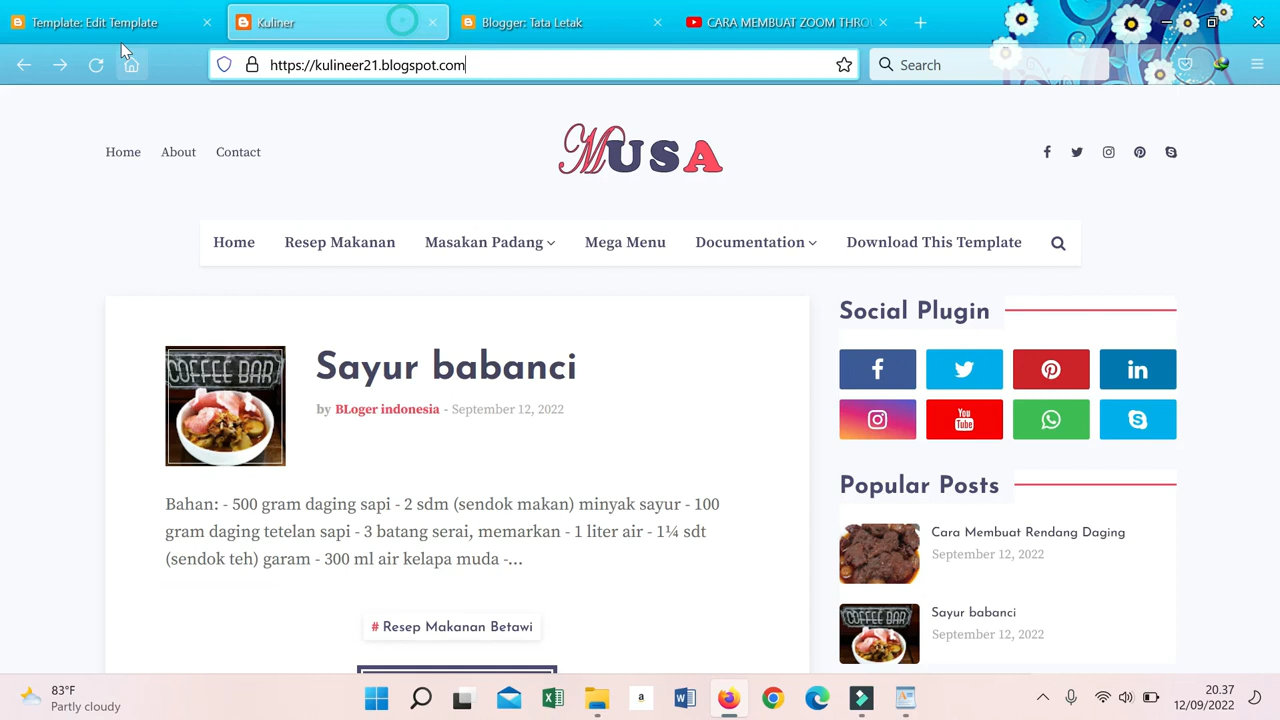 Template: Edit Template
Kuliner
Blogger: Tata Letak
CARA MEMBUAT ZOOM THROU
https://kulineer21.blogspot.com
Search
Home About Contact
MUSA
Home Resep Makanan Masakan Padang Mega Menu Documentation Download This Template
COFFEE BAR
Sayur babanci
by BLoger indonesia - September 12, 2022
Bahan: - 500 gram daging sapi - 2 sdm (sendok makan) minyak sayur - 100
gram daging tetelan sapi - 3 batang serai, memarkan - 1 liter air - 1¼ sdt
(sendok teh) garam - 300 ml air kelapa muda -...
# Resep Makanan Betawi
Social Plugin
You
Tube
Popular Posts
Cara Membuat Rendang Daging
September 12, 2022
COFFEE BAR
Sayur babanci
September 12, 2022
83°F
Partly cloudy
20.37
12/09/2022